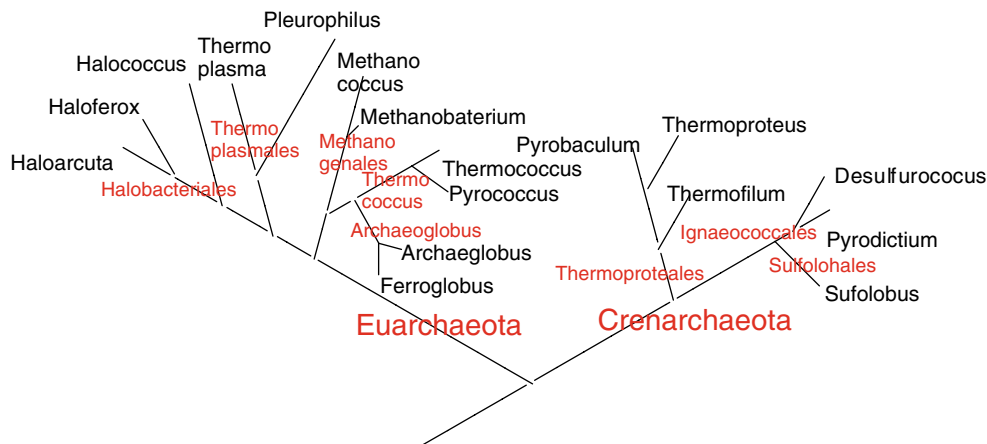 Pleurophilus
Thermo
plasma
Halococcus
Methano
coccus
Haloferox
Methanobaterium
Thermo
plasmales
Methano
genales
Thermoproteus
Pyrobaculum
Haloarcuta
Halobacteriales
Thermococcus
Thermo
coccus
Pyrococcus
Thermofilum
Desulfurococus
Archaeoglobus
Ignaeococcales
Archaeglobus
Pyrodictium
Thermoproteales
Sulfolohales
Ferroglobus
Sufolobus
Euarchaeota
Crenarchaeota